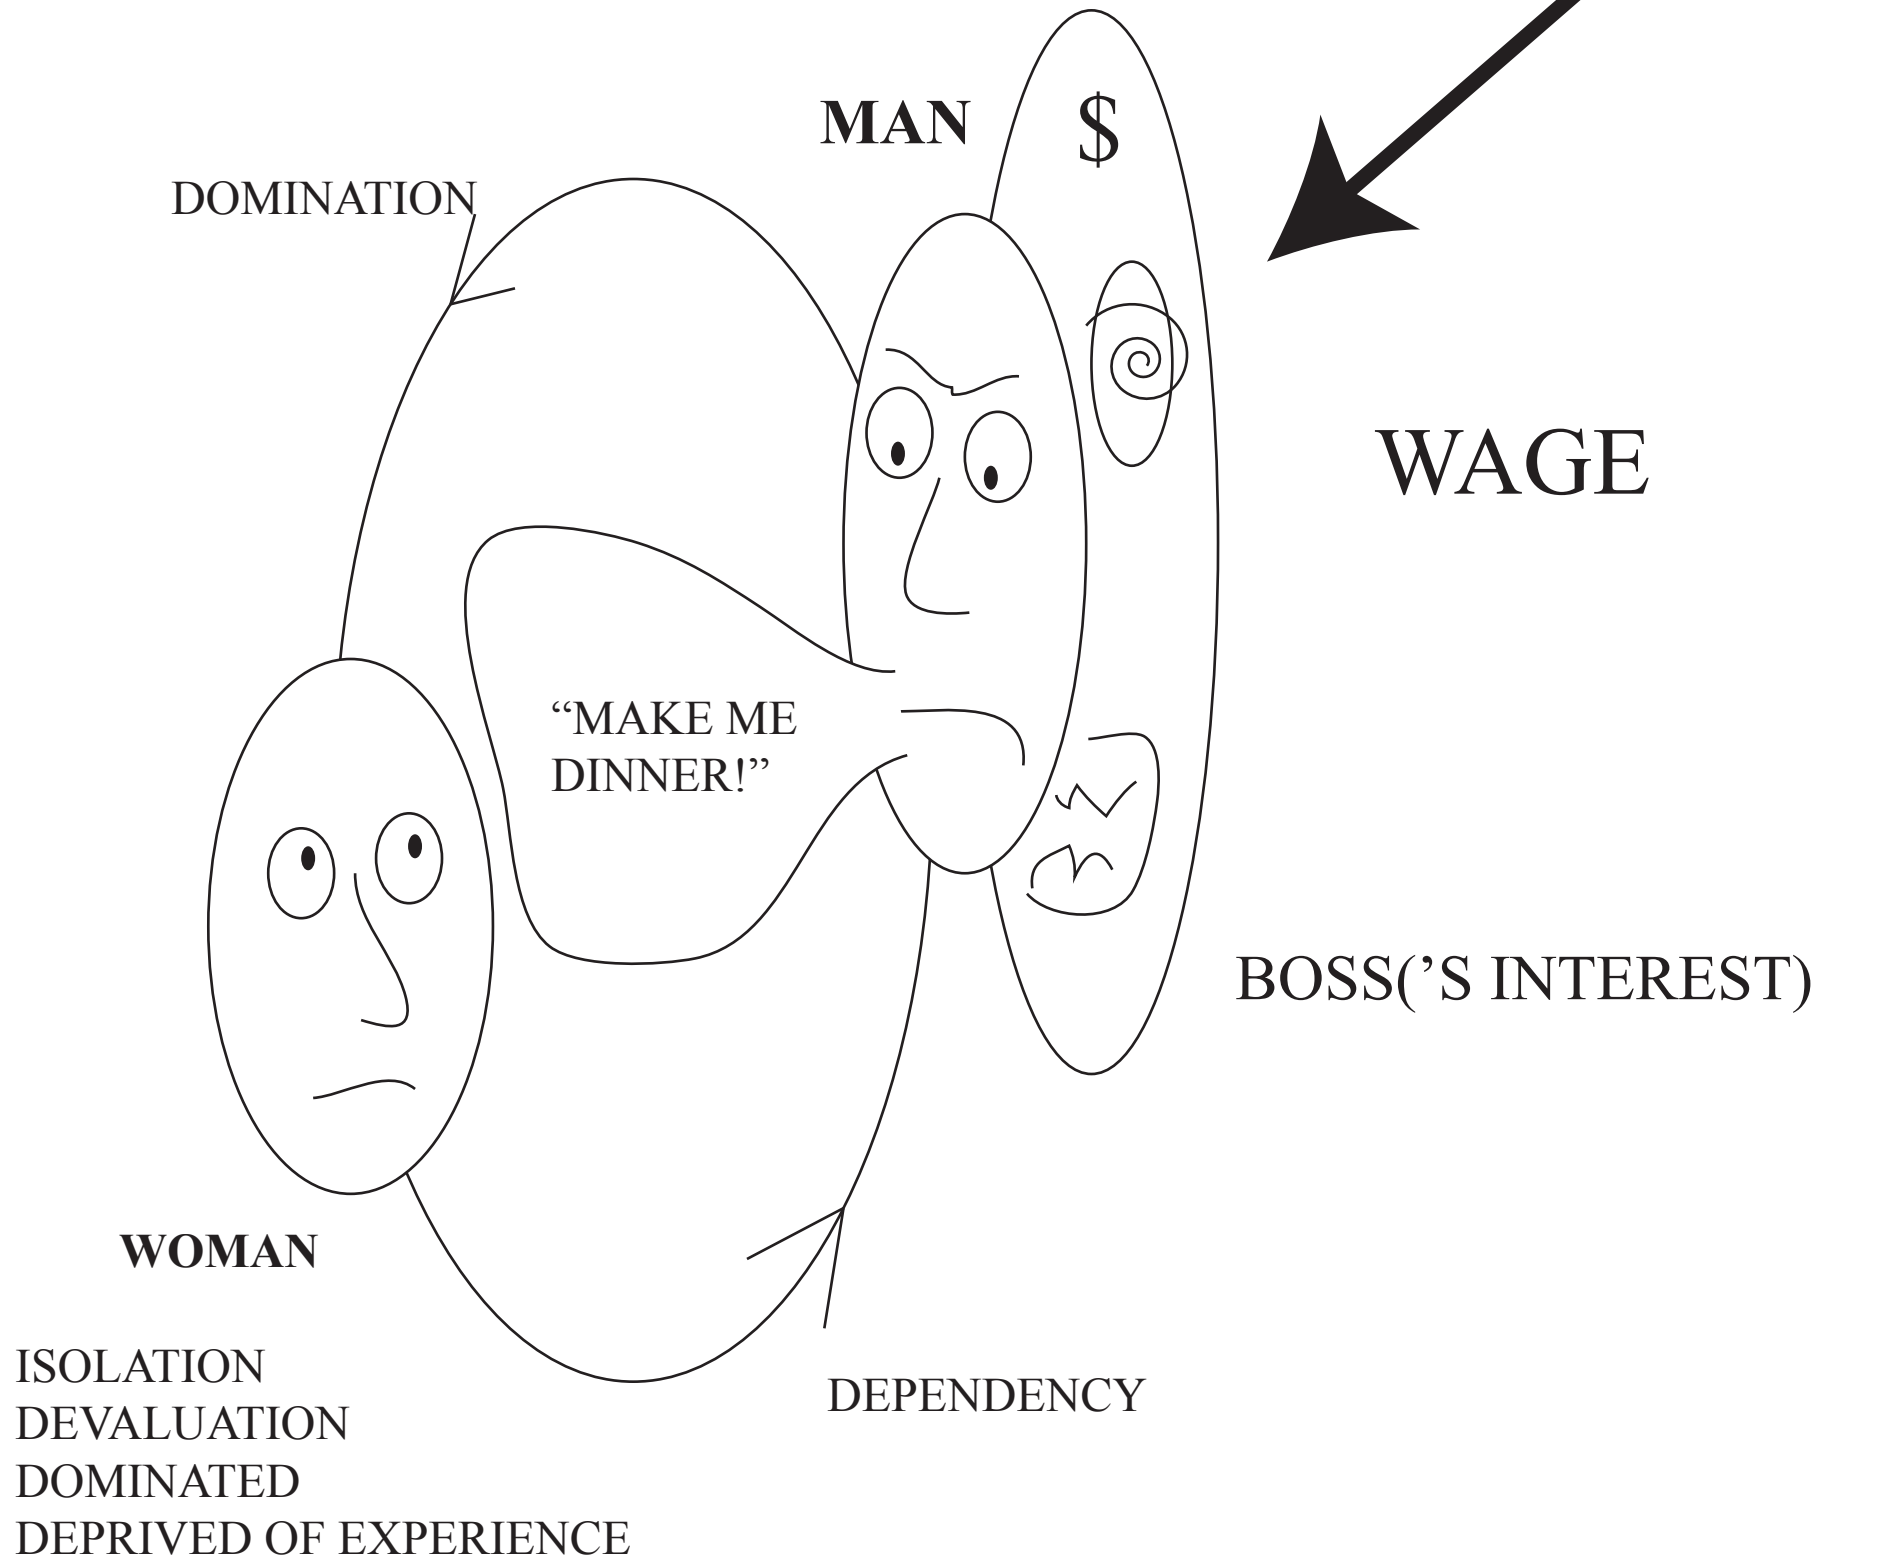 MAN
$
DOMINATION
WAGE
“MAKE ME
DINNER!”
BOSS(’S INTEREST)
WOMAN
ISOLATION
DEVALUATION
DOMINATED
DEPRIVED OF EXPERIENCE
DEPENDENCY